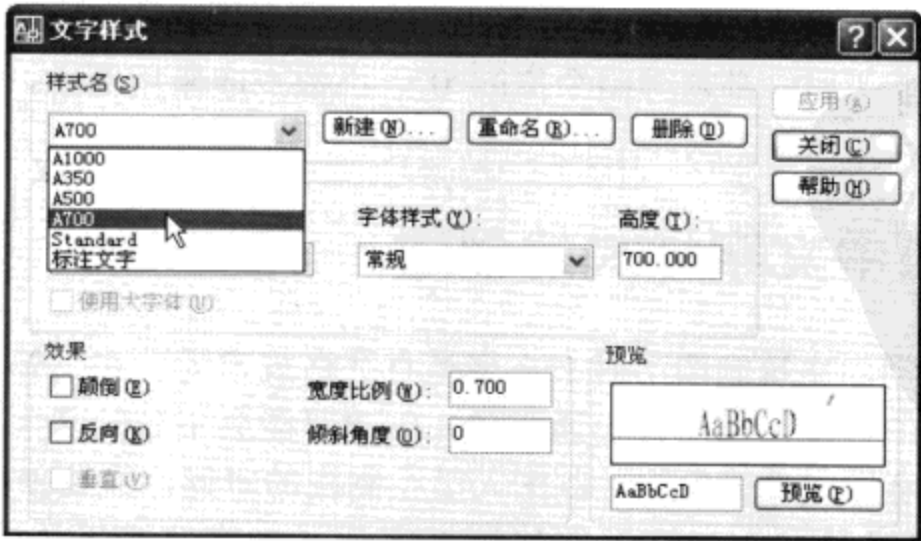 文字样式
样式名(S)
A700
新建(N)...
重命名(R)...
删除(D)
应用(A)
关闭(C)
帮助(H)
A1000
A350
A500
A700
Standard
标注文字
字体样式(Y):
高度(T):
常规
700.000
使用大字体(U)
效果
颠倒(E)
反向(K)
垂直(V)
宽度比例(W):
0.700
倾斜角度(O):
0
预览
AaBbCcD
AaBbCcD
预览(P)